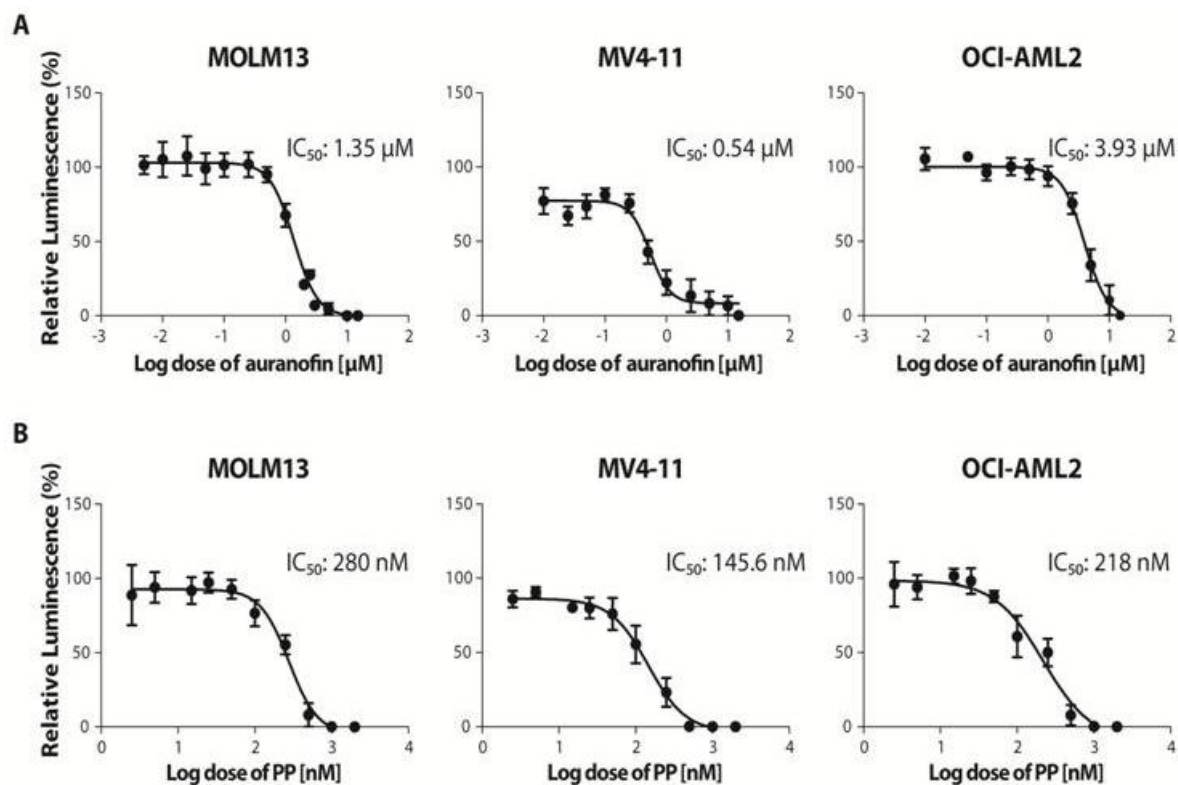 A
MOLM13
MV4-11
OCI-AML2
Relative Luminescence (%)
150
100
50
0
IC₅₀: 1.35 µM
-3
-2
-1
0
1
2
Log dose of auranofin [µM]
150
100
50
0
IC₅₀: 0.54 µM
-3
-2
-1
0
1
2
Log dose of auranofin [µM]
150
100
50
0
IC₅₀: 3.93 µM
-3
-2
-1
0
1
2
Log dose of auranofin [µM]
B
MOLM13
MV4-11
OCI-AML2
Relative Luminescence (%)
150
100
50
0
IC₅₀: 280 nM
0
1
2
3
4
Log dose of PP [nM]
150
100
50
0
IC₅₀: 145.6 nM
0
1
2
3
4
Log dose of PP [nM]
150
100
50
0
IC₅₀: 218 nM
0
1
2
3
4
Log dose of PP [nM]